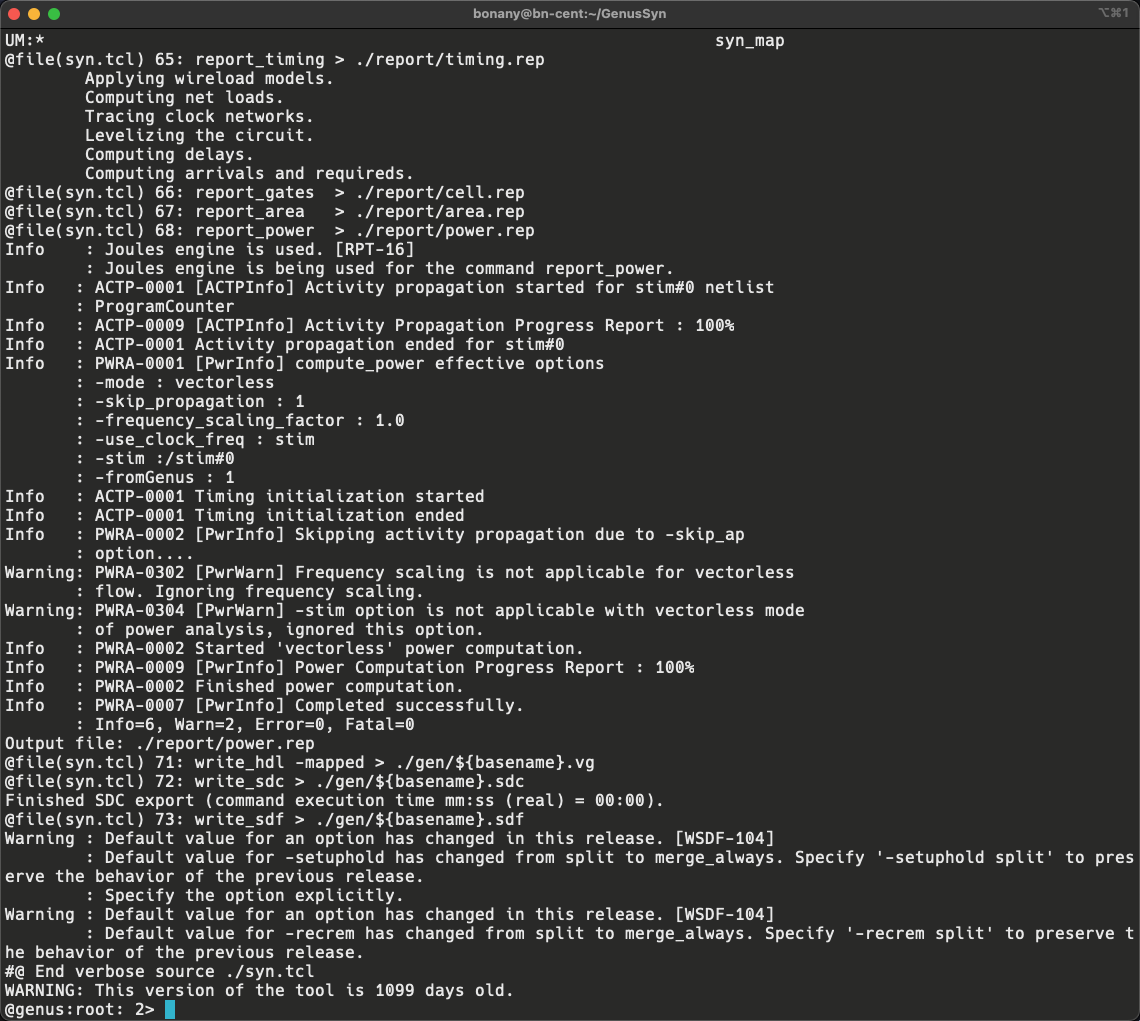 bonany@bn-cent:~/GenusSyn
⌥⌘1
UM:*                                                                   syn_map
@file(syn.tcl) 65: report_timing > ./report/timing.rep
        Applying wireload models.
        Computing net loads.
        Tracing clock networks.
        Levelizing the circuit.
        Computing delays.
        Computing arrivals and requireds.
@file(syn.tcl) 66: report_gates  > ./report/cell.rep
@file(syn.tcl) 67: report_area   > ./report/area.rep
@file(syn.tcl) 68: report_power  > ./report/power.rep
Info    : Joules engine is used. [RPT-16]
        : Joules engine is being used for the command report_power.
Info   : ACTP-0001 [ACTPInfo] Activity propagation started for stim#0 netlist
       : ProgramCounter
Info   : ACTP-0009 [ACTPInfo] Activity Propagation Progress Report : 100%
Info   : ACTP-0001 Activity propagation ended for stim#0
Info   : PWRA-0001 [PwrInfo] compute_power effective options
       : -mode : vectorless
       : -skip_propagation : 1
       : -frequency_scaling_factor : 1.0
       : -use_clock_freq : stim
       : -stim :/stim#0
       : -fromGenus : 1
Info   : ACTP-0001 Timing initialization started
Info   : ACTP-0001 Timing initialization ended
Info   : PWRA-0002 [PwrInfo] Skipping activity propagation due to -skip_ap
       : option....
Warning: PWRA-0302 [PwrWarn] Frequency scaling is not applicable for vectorless
       : flow. Ignoring frequency scaling.
Warning: PWRA-0304 [PwrWarn] -stim option is not applicable with vectorless mode
       : of power analysis, ignored this option.
Info   : PWRA-0002 Started 'vectorless' power computation.
Info   : PWRA-0009 [PwrInfo] Power Computation Progress Report : 100%
Info   : PWRA-0002 Finished power computation.
Info   : PWRA-0007 [PwrInfo] Completed successfully.
       : Info=6, Warn=2, Error=0, Fatal=0
Output file: ./report/power.rep
@file(syn.tcl) 71: write_hdl -mapped > ./gen/${basename}.vg
@file(syn.tcl) 72: write_sdc > ./gen/${basename}.sdc
Finished SDC export (command execution time mm:ss (real) = 00:00).
@file(syn.tcl) 73: write_sdf > ./gen/${basename}.sdf
Warning : Default value for an option has changed in this release. [WSDF-104]
        : Default value for -setuphold has changed from split to merge_always. Specify '-setuphold split' to pres
erve the behavior of the previous release.
        : Specify the option explicitly.
Warning : Default value for an option has changed in this release. [WSDF-104]
        : Default value for -recrem has changed from split to merge_always. Specify '-recrem split' to preserve t
he behavior of the previous release.
#@ End verbose source ./syn.tcl
WARNING: This version of the tool is 1099 days old.
@genus:root: 2>